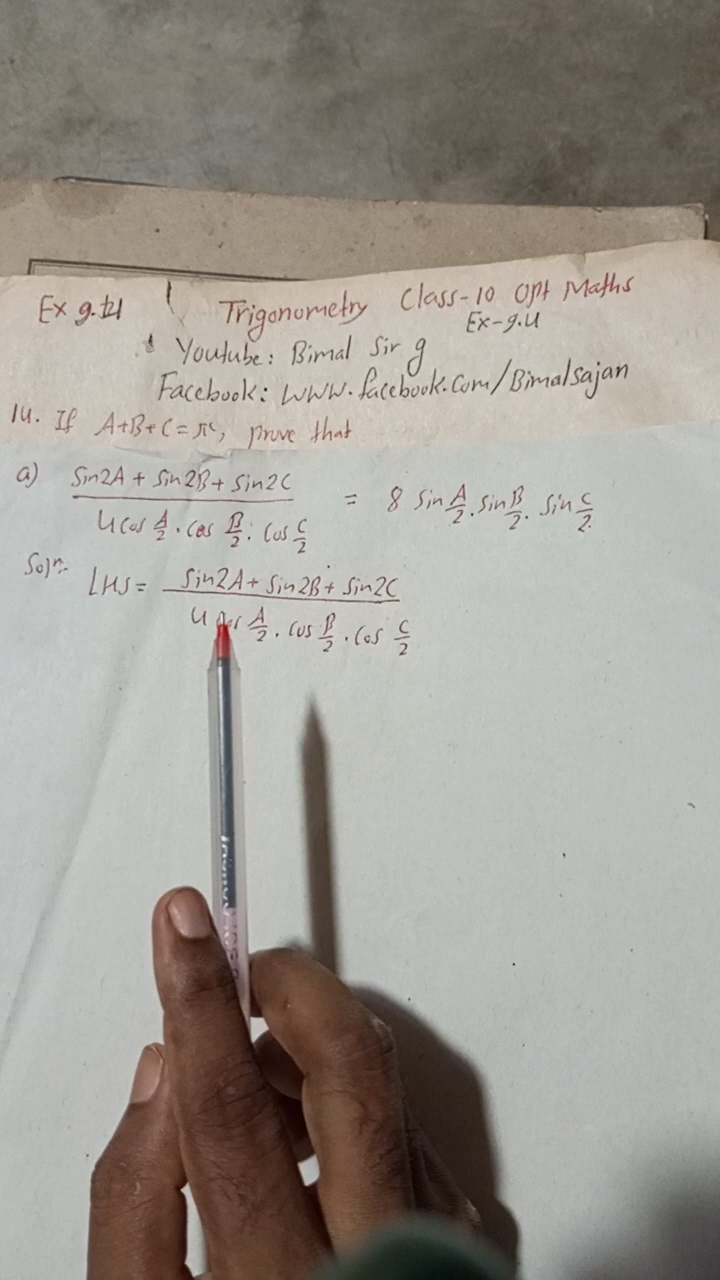 Ex 9.4
Trigonometry Class-10 Opt Maths
Ex-9.4
Youtube: Bimal Sir g
Facebook: WWW.facebook.Com/Bimalsajan
14. If A+B+C=πᶜ, prove that
a) (Sin2A + Sin2B + Sin2C)/(4 Cos A/2 . Cos B/2 . Cos C/2) = 8 Sin A/2 . Sin B/2 . Sin C/2
Soln:
LHS = (Sin2A + Sin2B + Sin2C)/(4 Cos A/2 . Cos B/2 . Cos C/2)